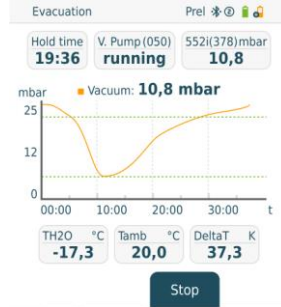 Evacuation Prel
Hold time V. Pump(050) 552i(378)mbar
19:36 running 10,8
mbar Vacuum: 10,8 mbar
25
12
0
00:00 10:00 20:00 30:00 t
TH2O °C Tamb °C DeltaT K
-17,3 20,0 37,3
Stop